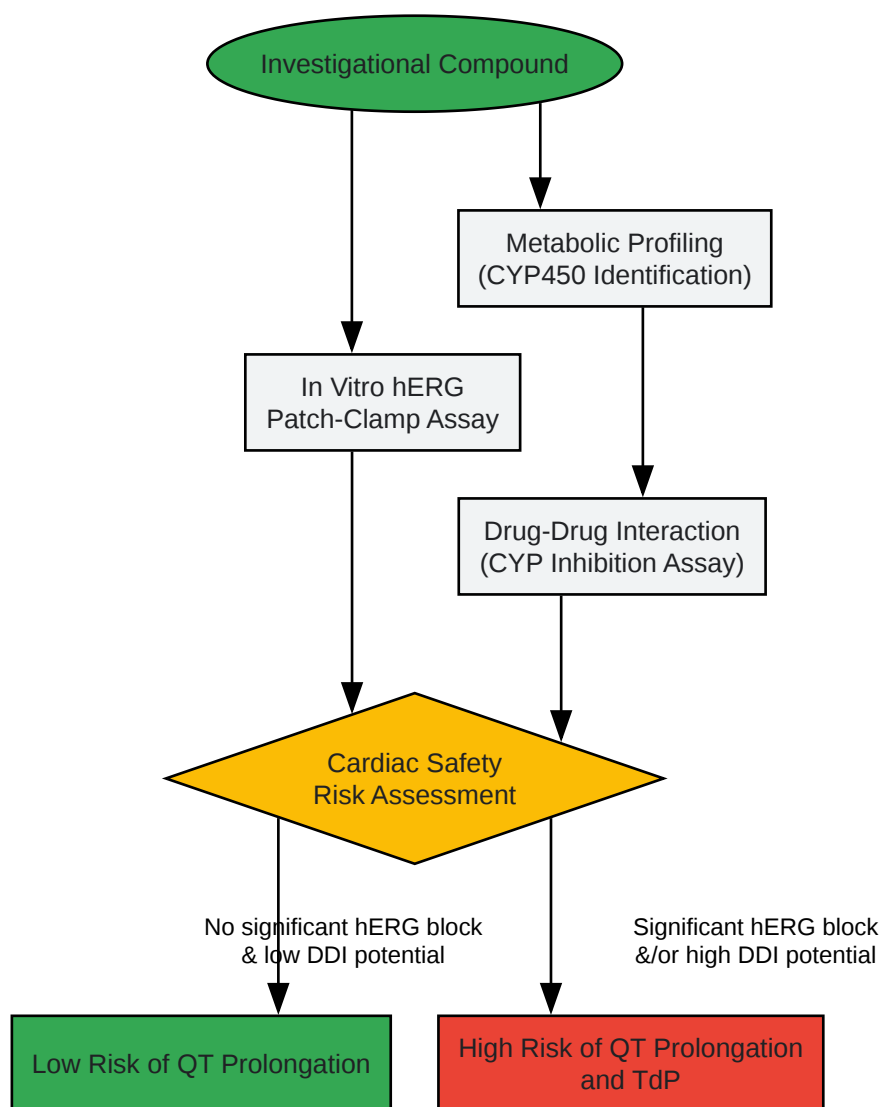 Investigational Compound
Metabolic Profiling
(CYP450 Identification)
In Vitro hERG
Patch-Clamp Assay
Drug-Drug Interaction
(CYP Inhibition Assay)
Cardiac Safety
Risk Assessment
No significant hERG block
& low DDI potential
Significant hERG block
&/or high DDI potential
Low Risk of QT Prolongation
High Risk of QT Prolongation
and TdP